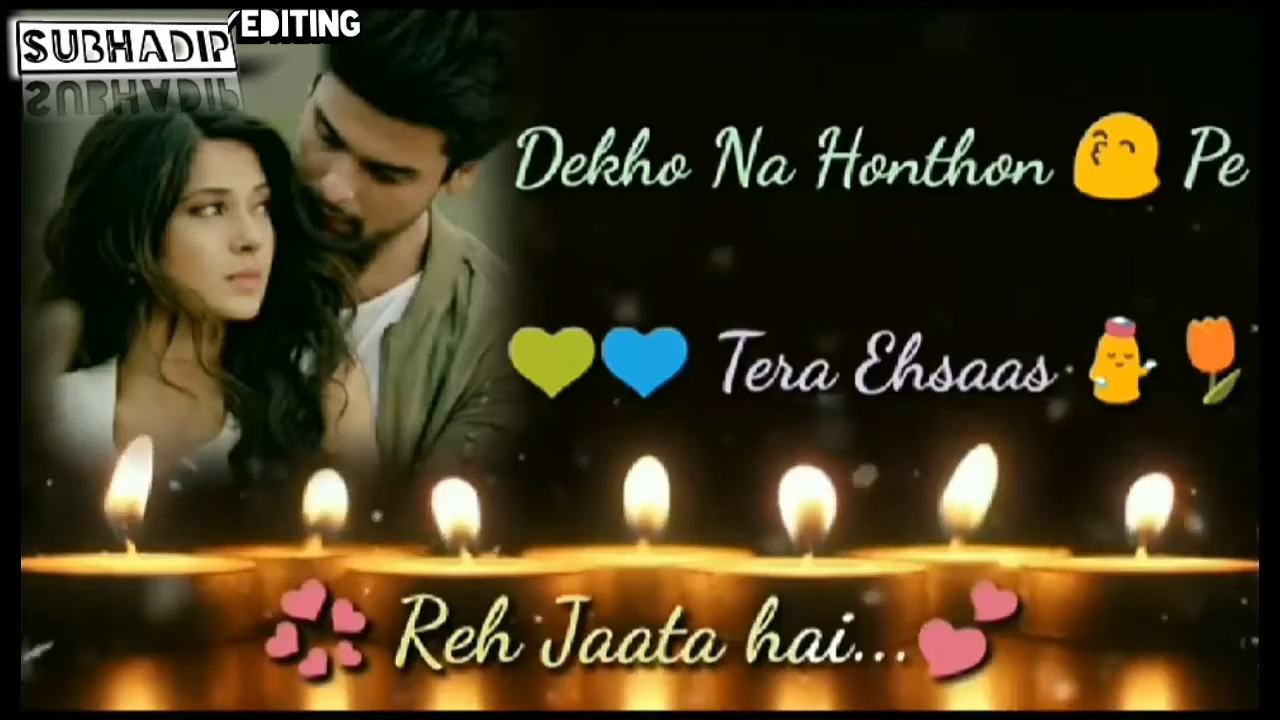 SUBHADIP EDITING
Dekho Na Honthon 😙 Pe
💚💙 Tera Ehsaas 🌷
💞 Reh Jaata hai...💕